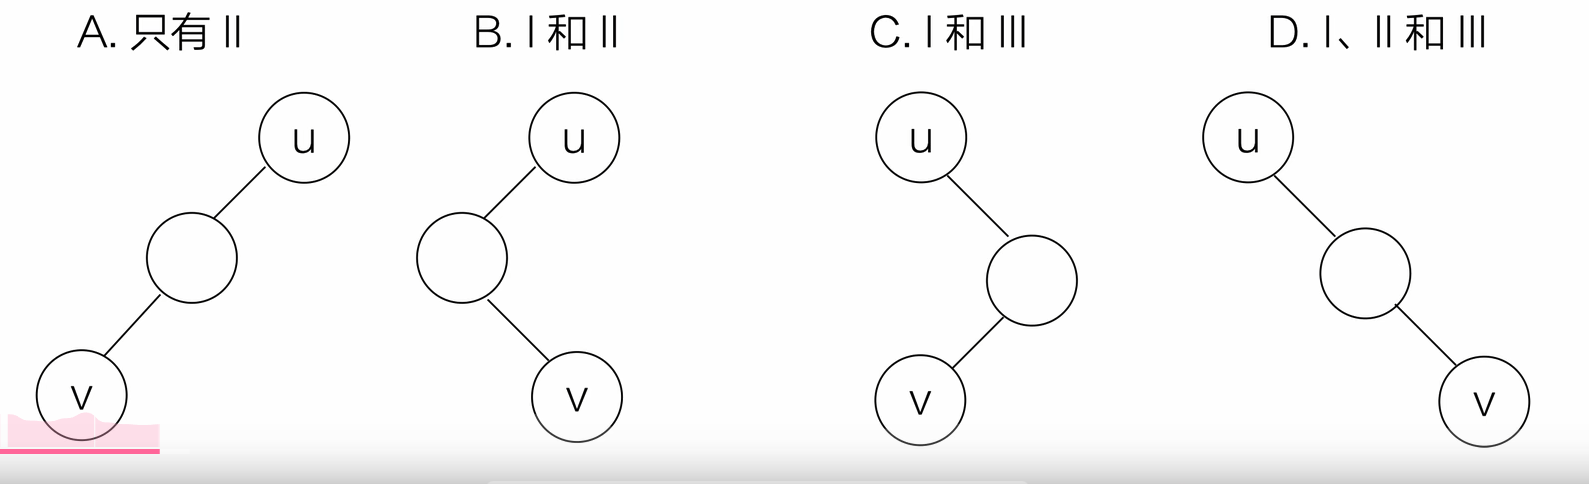 A. 只有 II
B. I 和 II
C. I 和 III
D. I、II 和 III
u
u
u
u
v
v
v
v